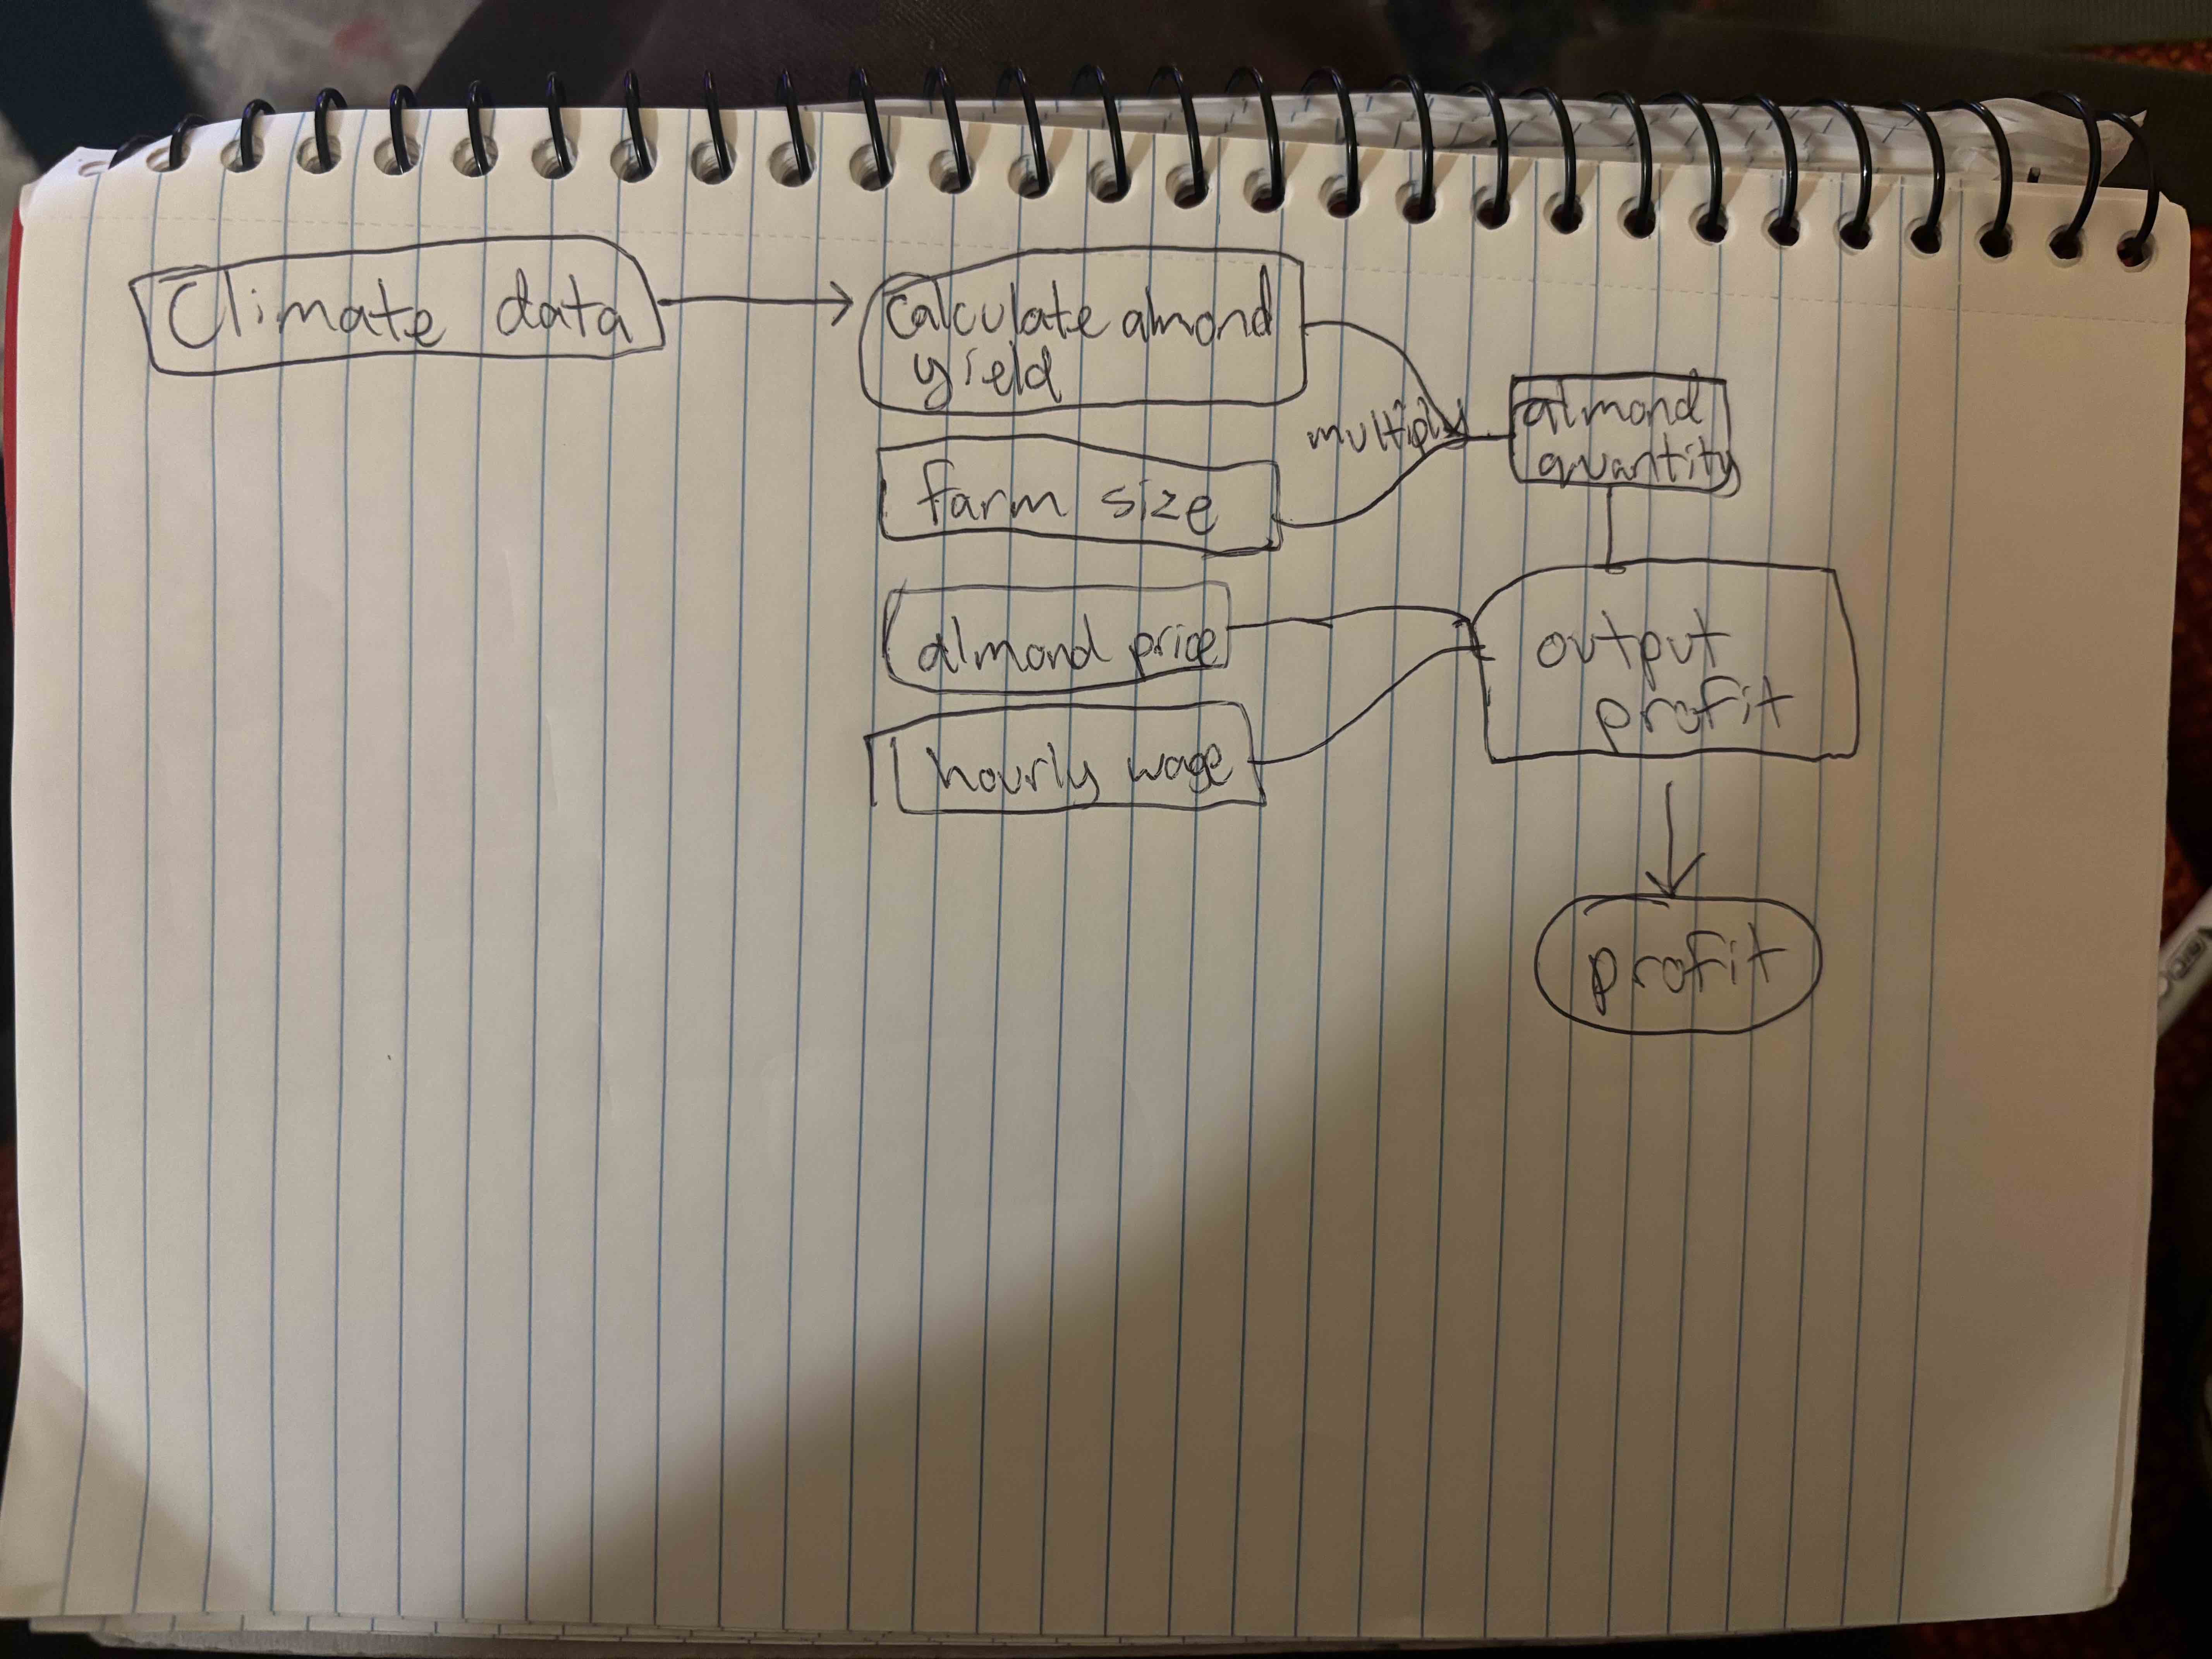 Climate data
calculate almond
yield
multiply
almond
quantity
farm size
almond price
output
profit
hourly wage
profit